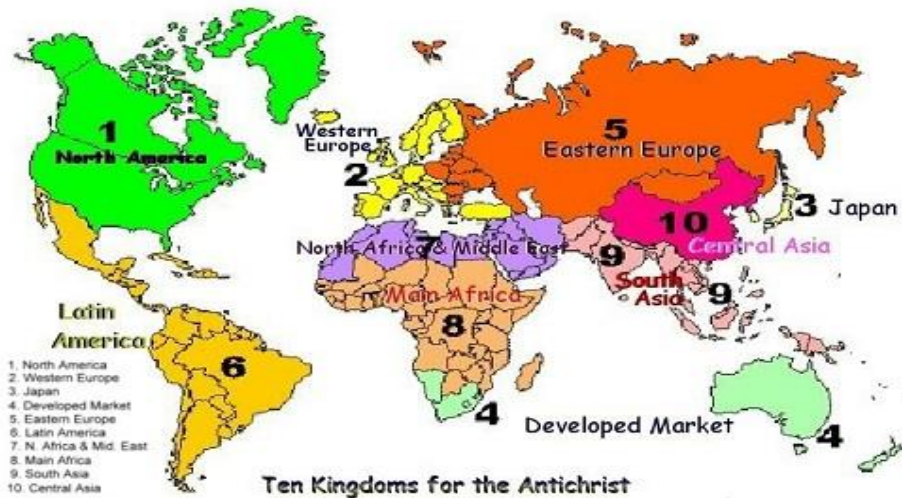 1
North America
Western
Europe
2
5
Eastern Europe
3 Japan
10
Central Asia
North Africa & Middle East
7
9
South
Asia
9
Main Africa
8
Latin
America
6
4
Developed Market
4
1. North America
2. Western Europe
3. Japan
4. Developed Market
5. Eastern Europe
6. Latin America
7. N. Africa & Mid. East
8. Main Africa
9. South Asia
10. Central Asia
Ten Kingdoms for the Antichrist